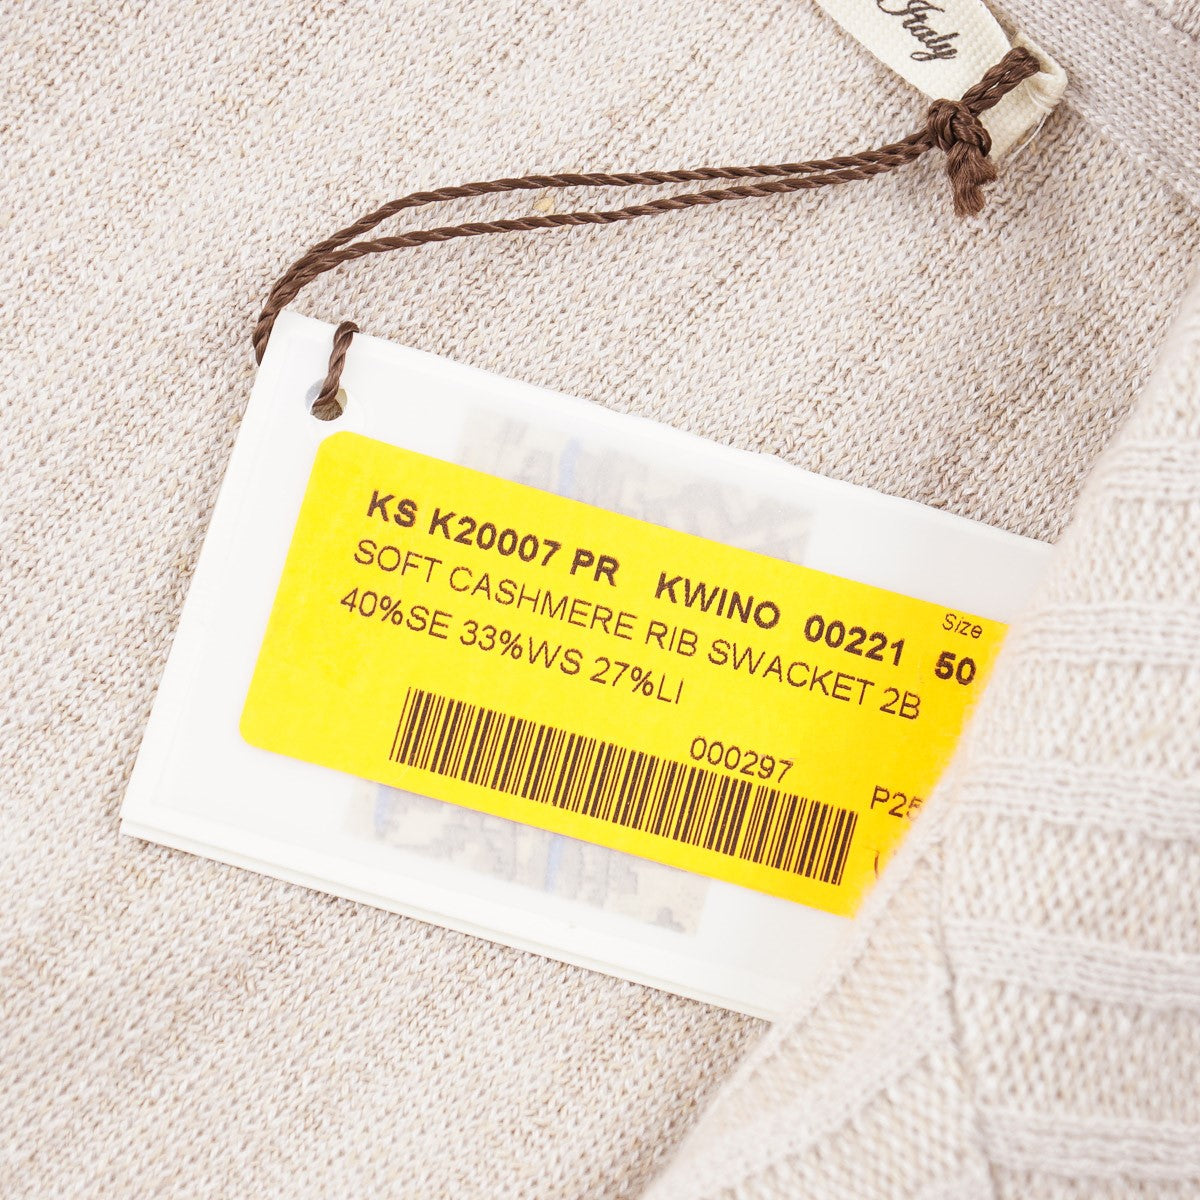 Italy
KS K20007 PR KWINO 00221
Size
50
SOFT CASHMERE RIB SWACKET 2B
40%SE 33%WS 27%LI
000297
P25